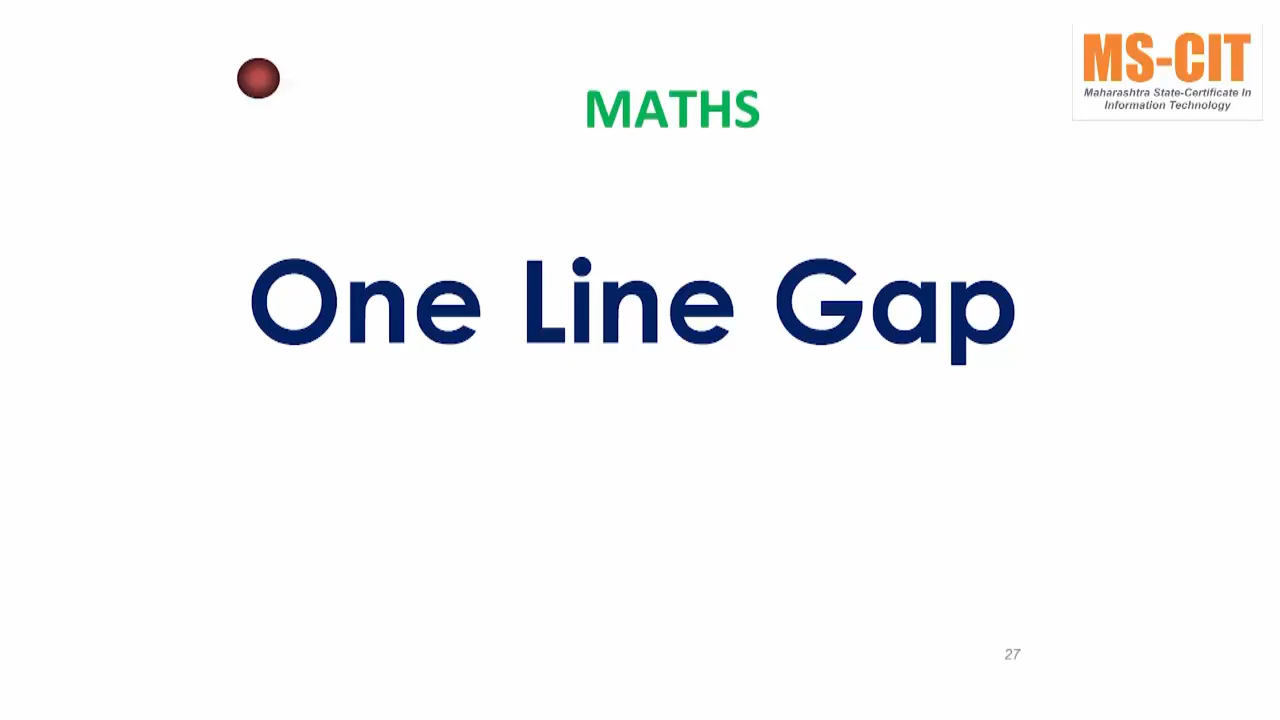 MS-CIT
Maharashtra State-Certificate In
Information Technology
MATHS
One Line Gap
27